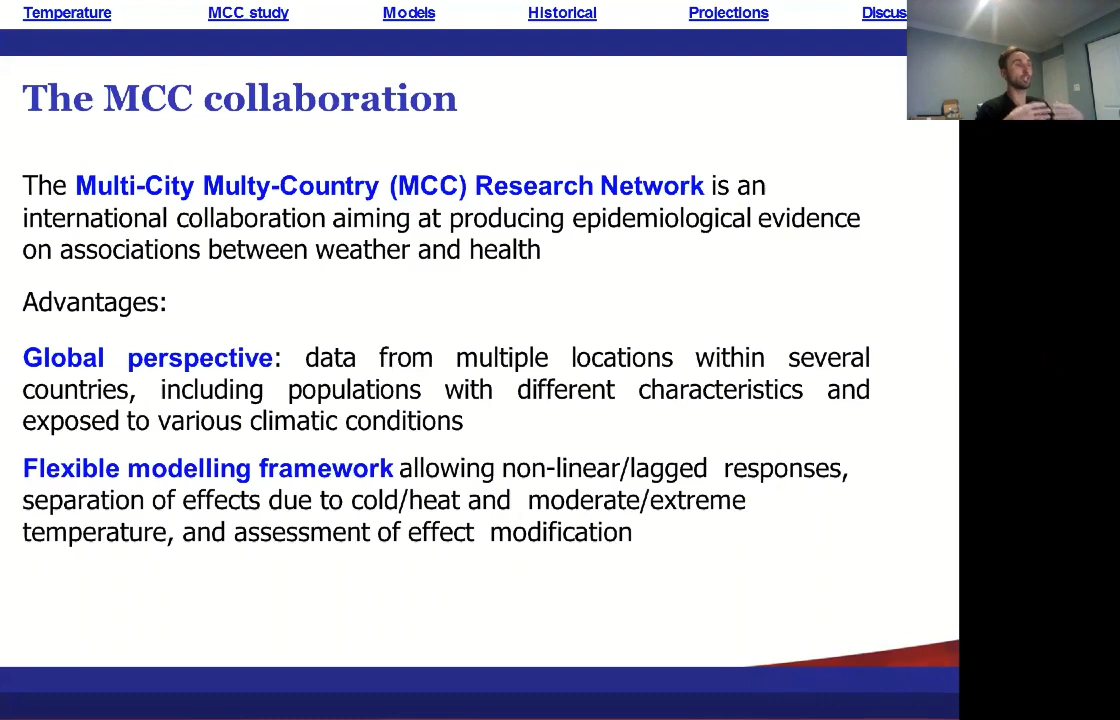 Temperature MCC study Models Historical Projections Discus
The MCC collaboration
The Multi-City Multy-Country (MCC) Research Network is an
international collaboration aiming at producing epidemiological evidence
on associations between weather and health
Advantages:
Global perspective: data from multiple locations within several
countries, including populations with different characteristics and
exposed to various climatic conditions
Flexible modelling framework allowing non-linear/lagged responses,
separation of effects due to cold/heat and moderate/extreme
temperature, and assessment of effect modification